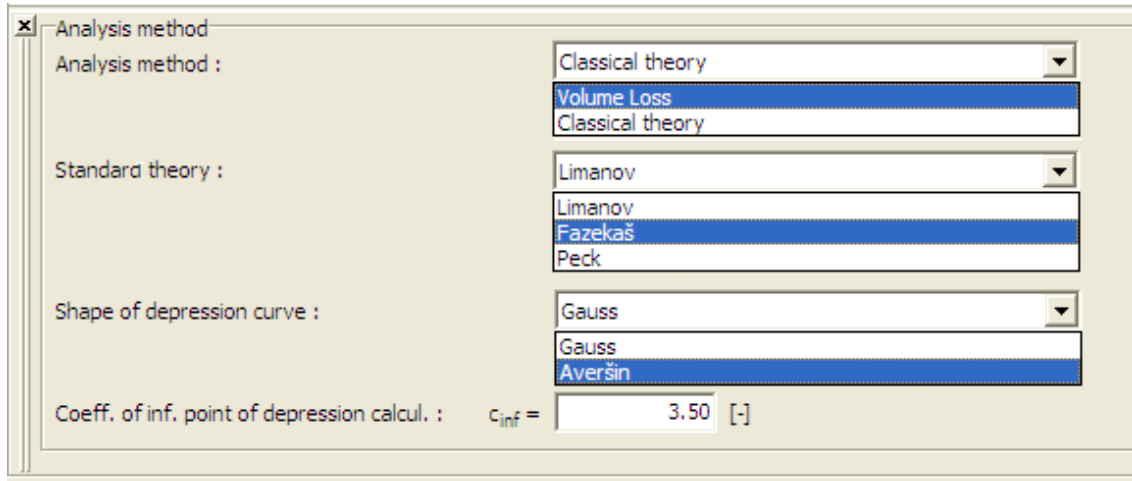 Analysis method
Analysis method : Classical theory
Volume Loss
Classical theory
Standard theory : Limanov
Limanov
Fazekaš
Peck
Shape of depression curve : Gauss
Gauss
Averšin
Coeff. of inf. point of depression calcul. : cinf = 3.50 [-]